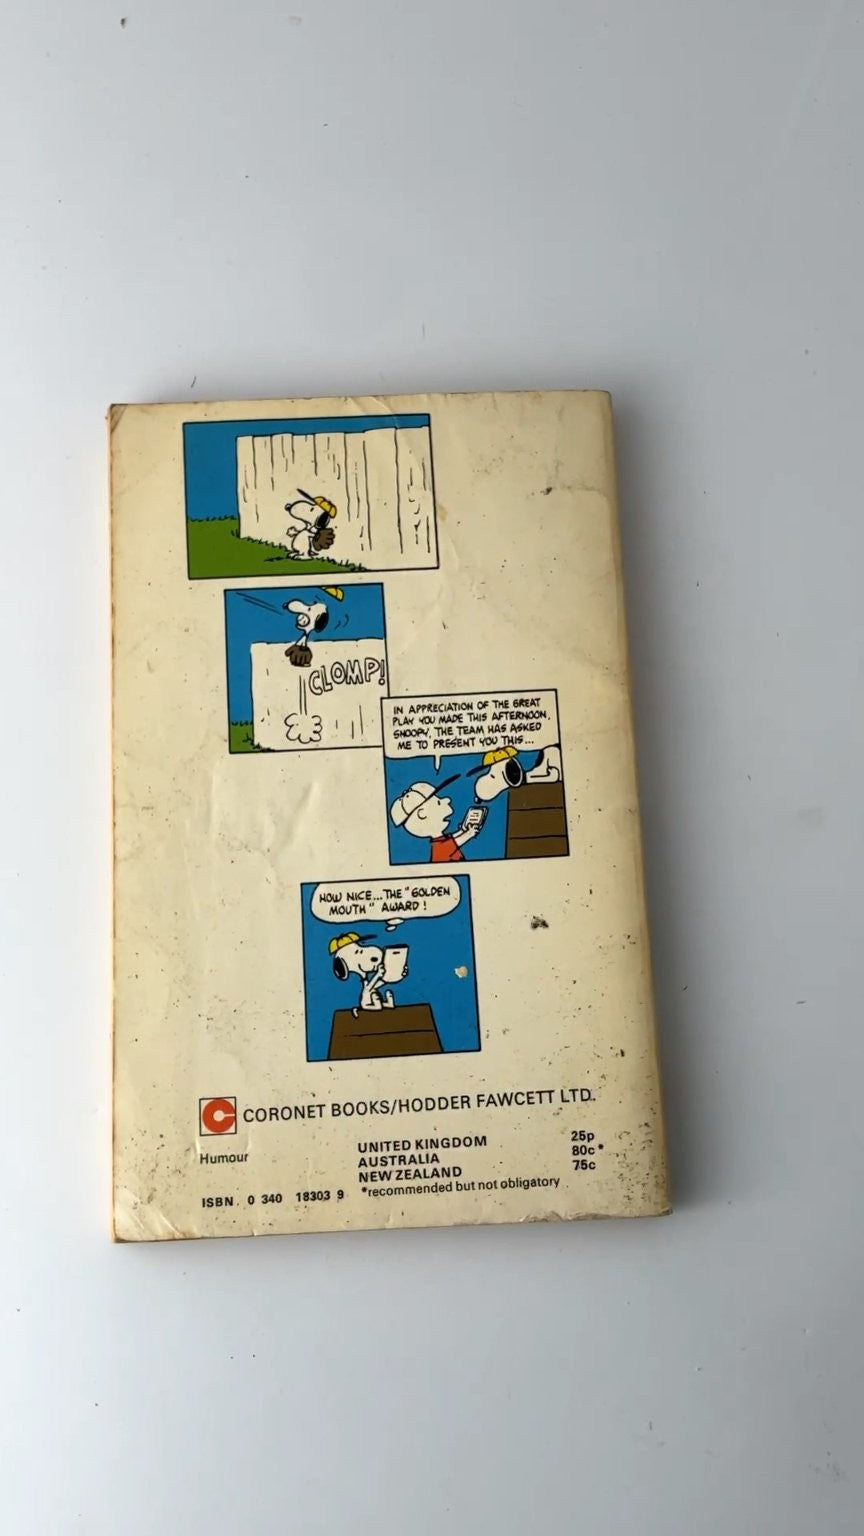 CLOMP!
IN APPRECIATION OF THE GREAT
PLAY YOU MADE THIS AFTERNOON,
SNOOPY, THE TEAM HAS ASKED
ME TO PRESENT YOU THIS...
HOW NICE...THE "GOLDEN
MOUTH" AWARD!
CORONET BOOKS/HODDER FAWCETT LTD.
Humour
UNITED KINGDOM 25p
AUSTRALIA 80c*
NEW ZEALAND 75c
*recommended but not obligatory
ISBN 0 340 18303 9